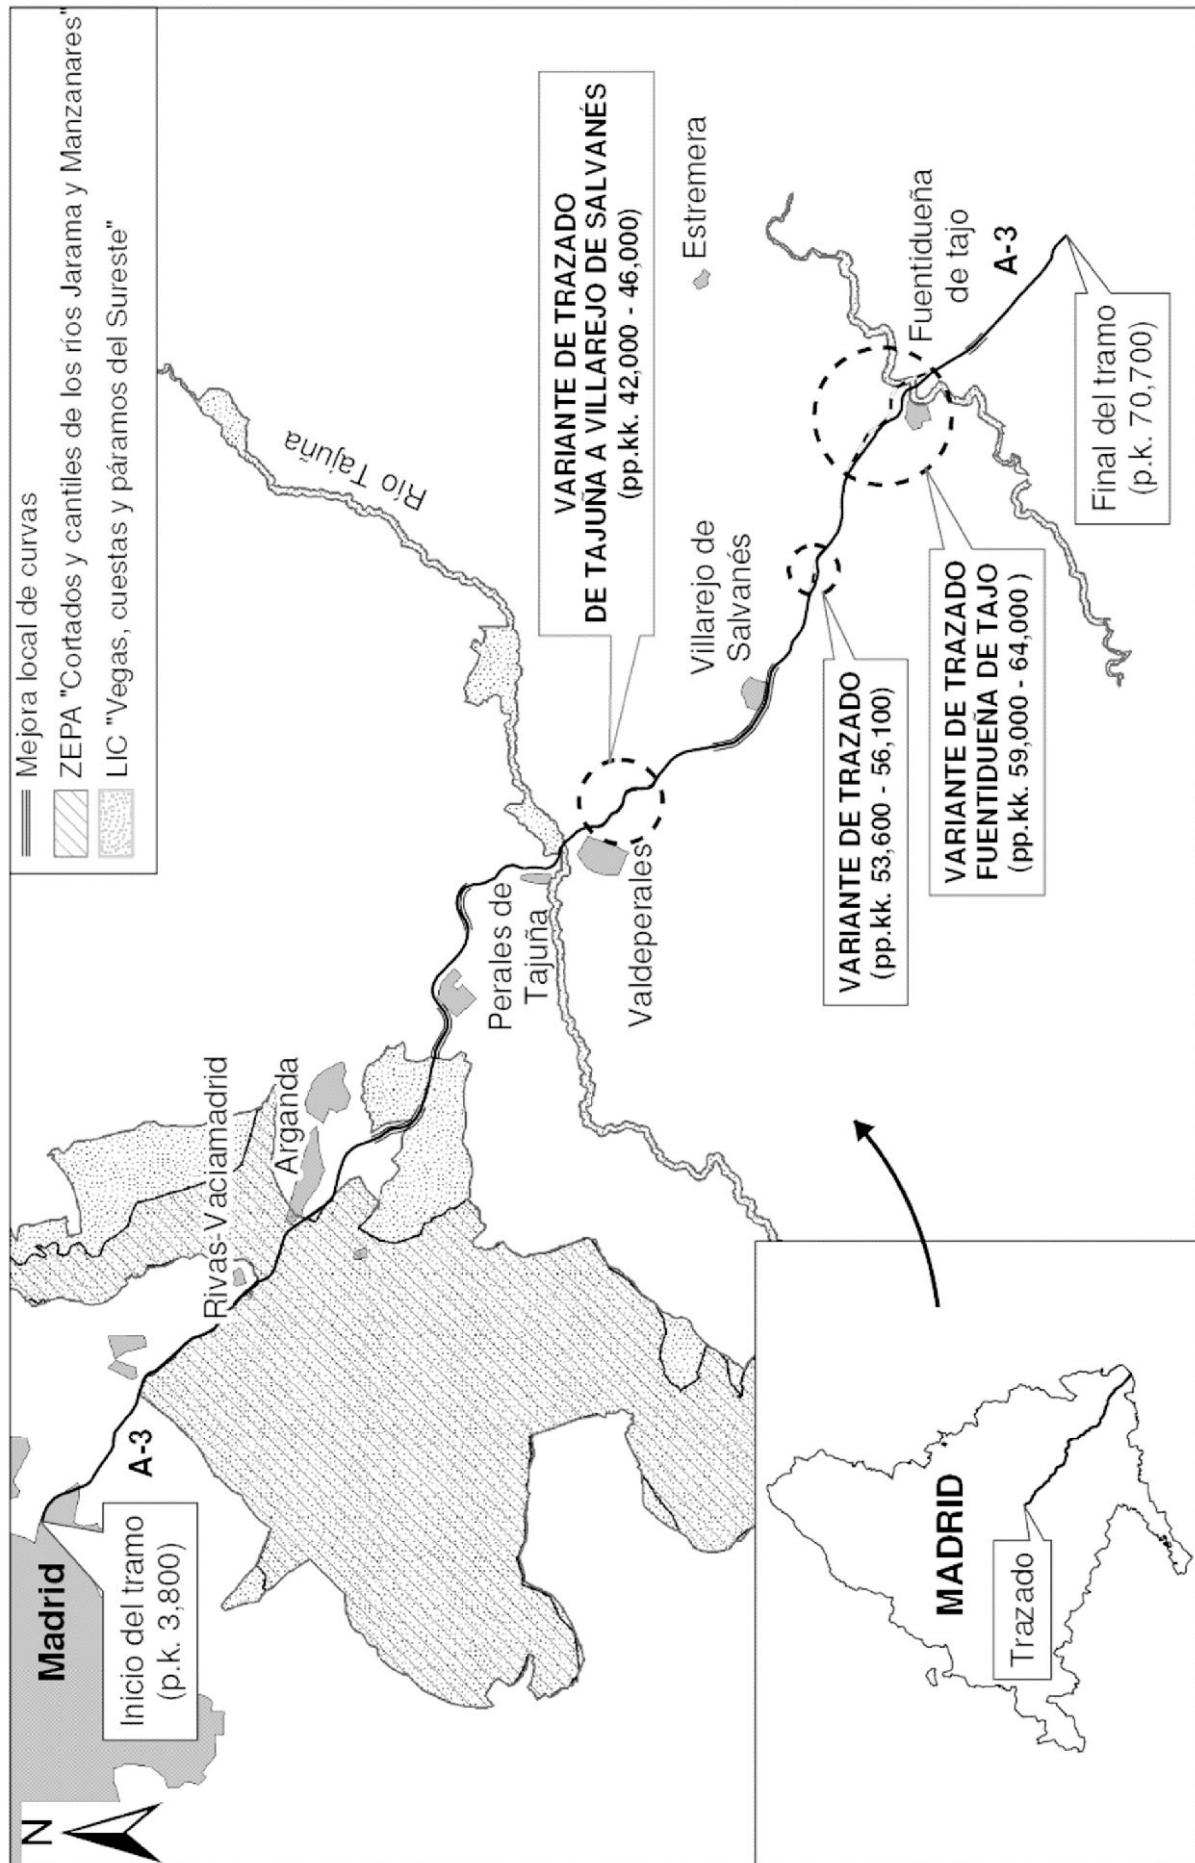 Mejora local de curvas
ZEPA "Cortados y cantiles de los ríos Jarama y Manzanares"
LIC "Vegas, cuestas y páramos del Sureste"
N
Madrid
Inicio del tramo
(p.k. 3,800)
A-3
Rivas-Vaciamadrid
Arganda
Perales de
Tajuña
Valdeperales
Río Tajuña
VARIANTE DE TRAZADO
DE TAJUÑA A VILLAREJO DE SALVANÉS
(pp.kk. 42,000 - 46,000)
Villarejo de
Salvanés
Estremera
VARIANTE DE TRAZADO
(pp.kk. 53,600 - 56,100)
VARIANTE DE TRAZADO
FUENTIDUEÑA DE TAJO
(pp.kk. 59,000 - 64,000 )
Fuentidueña
de tajo
A-3
Final del tramo
(p.k. 70,700)
MADRID
Trazado